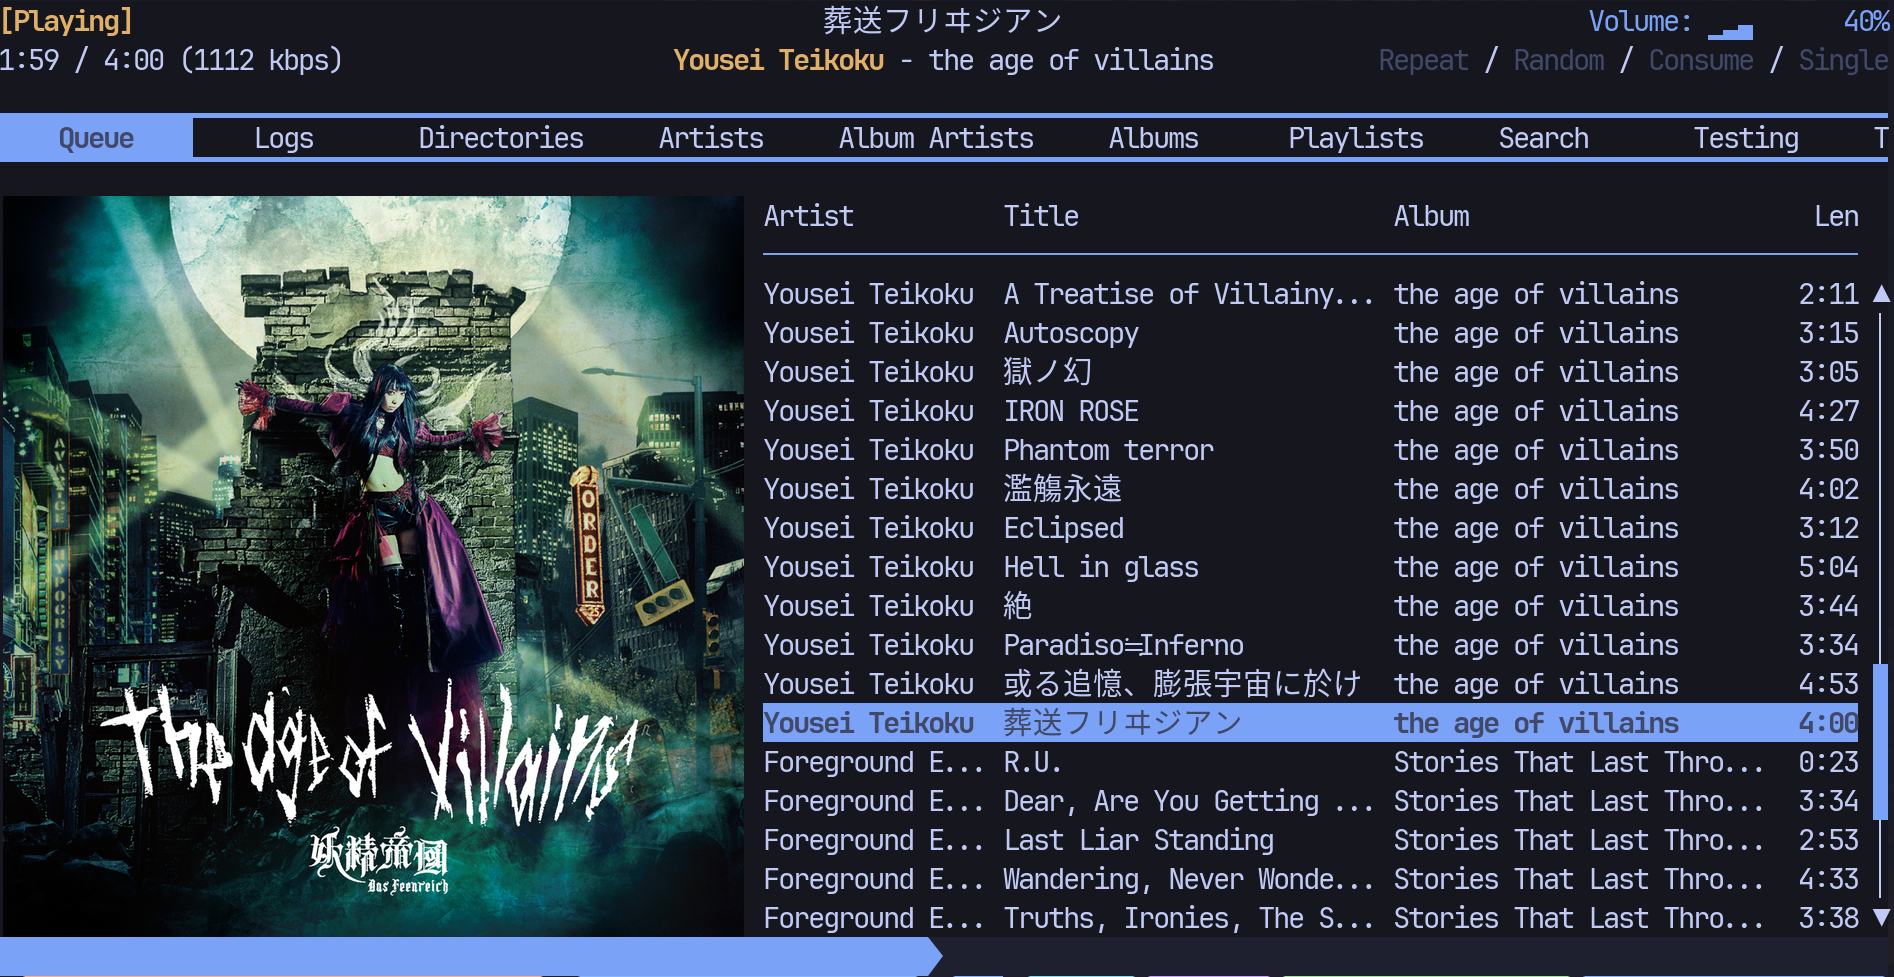 [Playing]
葬送フリヰジアン
Volume: 40%
1:59 / 4:00 (1112 kbps)
Yousei Teikoku - the age of villains
Repeat / Random / Consume / Single
Queue Logs Directories Artists Album Artists Albums Playlists Search Testing T
Artist Title Album Len
Yousei Teikoku A Treatise of Villainy... the age of villains 2:11
Yousei Teikoku Autoscopy the age of villains 3:15
Yousei Teikoku 獄ノ幻 the age of villains 3:05
Yousei Teikoku IRON ROSE the age of villains 4:27
Yousei Teikoku Phantom terror the age of villains 3:50
Yousei Teikoku 濫觴永遠 the age of villains 4:02
Yousei Teikoku Eclipsed the age of villains 3:12
Yousei Teikoku Hell in glass the age of villains 5:04
Yousei Teikoku 絶 the age of villains 3:44
Yousei Teikoku Paradiso≒Inferno the age of villains 3:34
Yousei Teikoku 或る追憶、膨張宇宙に於け the age of villains 4:53
Yousei Teikoku 葬送フリヰジアン the age of villains 4:00
Foreground E... R.U. Stories That Last Thro... 0:23
Foreground E... Dear, Are You Getting ... Stories That Last Thro... 3:34
Foreground E... Last Liar Standing Stories That Last Thro... 2:53
Foreground E... Wandering, Never Wonde... Stories That Last Thro... 4:33
Foreground E... Truths, Ironies, The S... Stories That Last Thro... 3:38
AVARICE
HYPOCRISY
FAITH
ORDER
the age of villains
妖精帝國
Das Feenreich